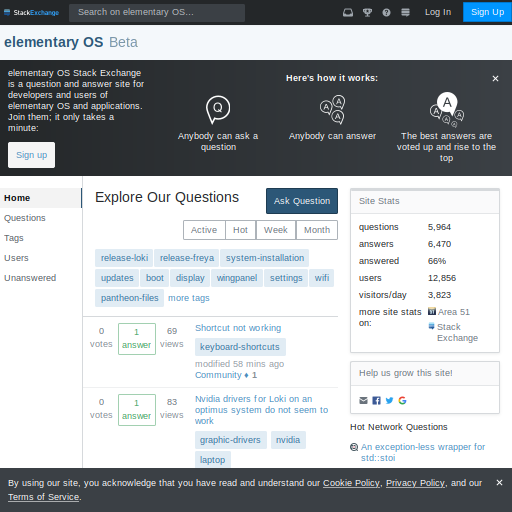 StackExchange
Search on elementary OS…
Log In
Sign Up
elementary OS Beta
elementary OS Stack Exchange
is a question and answer site for
developers and users of
elementary OS and applications.
Join them; it only takes a
minute:
Sign up
Here's how it works:
Q
Anybody can ask a
question
A
A
A
Anybody can answer
A
A
A
A
A
The best answers are
voted up and rise to the
top
Home
Questions
Tags
Users
Unanswered
Explore Our Questions
Ask Question
Active
Hot
Week
Month
release-loki release-freya system-installation
updates boot display wingpanel settings wifi
pantheon-files more tags
0
votes
1
answer
69
views
Shortcut not working
keyboard-shortcuts
modified 58 mins ago
Community ♦ 1
0
votes
1
answer
83
views
Nvidia drivers for Loki on an
optimus system do not seem to
work
graphic-drivers nvidia
laptop
Site Stats
questions 5,964
answers 6,470
answered 66%
users 12,856
visitors/day 3,823
more site stats
on:
Area 51
Stack
Exchange
Help us grow this site!
Hot Network Questions
An exception-less wrapper for
std::stoi
By using our site, you acknowledge that you have read and understand our Cookie Policy, Privacy Policy, and our
Terms of Service.